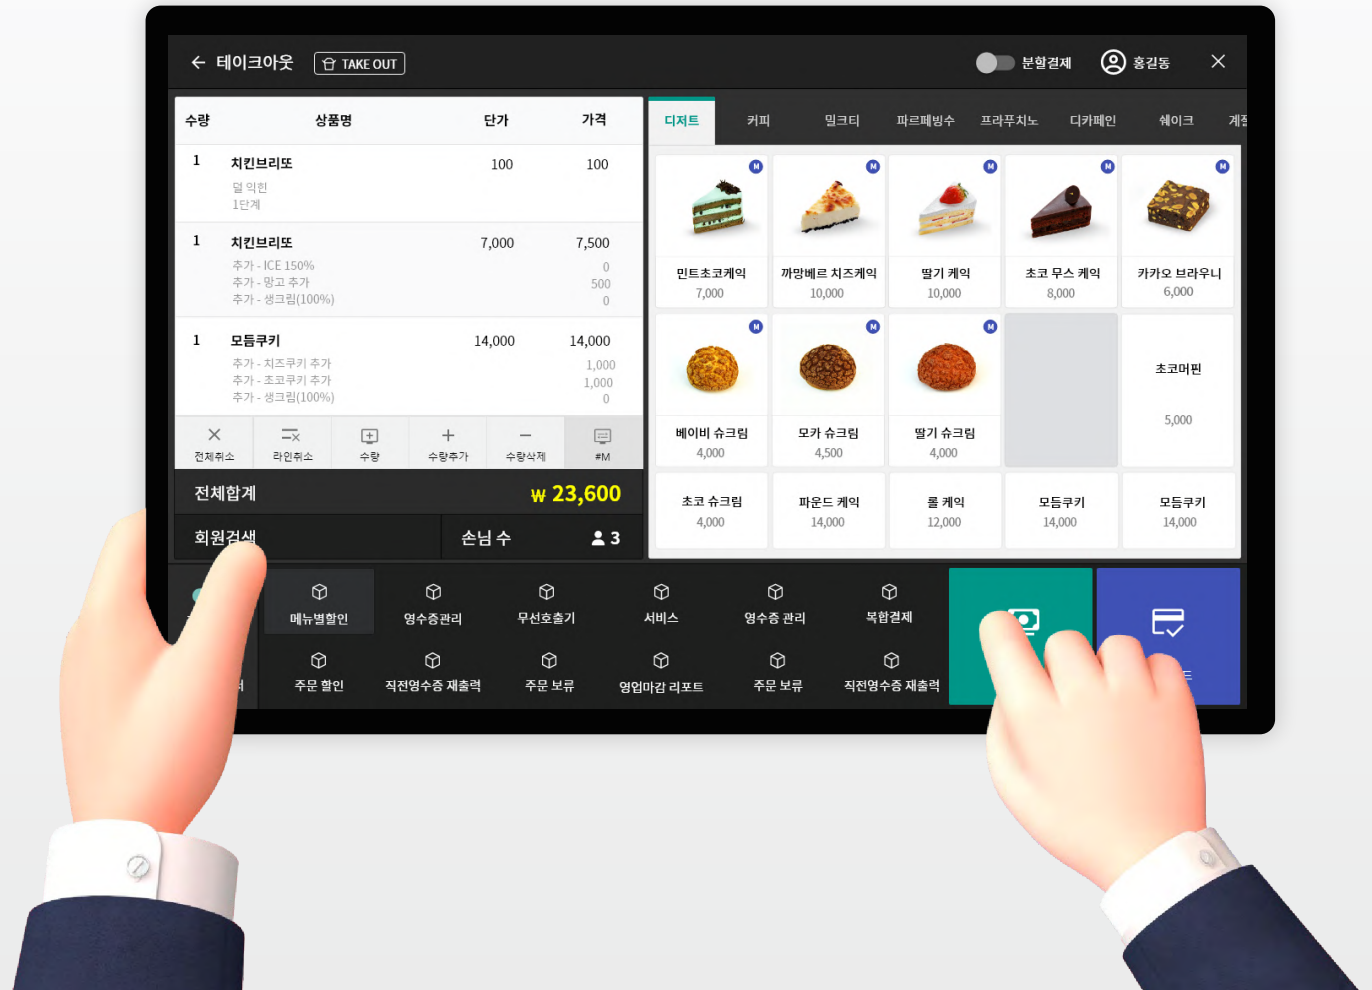 테이크아웃 TAKE OUT 분할결제 홍길동
수량 상품명 단가 가격
1 치킨브리또 100 100
덜 익힌
1단계
1 치킨브리또 7,000 7,500
추가 - ICE 150% 0
추가 - 망고 추가 500
추가 - 생크림(100%) 0
1 모듬쿠키 14,000 14,000
추가 - 치즈쿠키 추가 1,000
추가 - 초코쿠키 추가 1,000
추가 - 생크림(100%) 0
전체취소 라인취소 수량 수량추가 수량삭제 #M
전체합계 ₩ 23,600
회원검색 손님 수 3
디저트 커피 밀크티 파르페빙수 프라푸치노 디카페인 쉐이크
M M M M M
민트초코케익 까망베르 치즈케익 딸기 케익 초코 무스 케익 카카오 브라우니
7,000 10,000 10,000 8,000 6,000
M M M
초코머핀
5,000
베이비 슈크림 모카 슈크림 딸기 슈크림
4,000 4,500 4,000
초코 슈크림 파운드 케익 롤 케익 모듬쿠키 모듬쿠키
4,000 14,000 12,000 14,000 14,000
메뉴별할인 영수증관리 무선호출기 서비스 영수증 관리 복합결제
주문 할인 직전영수증 재출력 주문 보류 영업마감 리포트 주문 보류 직전영수증 재출력